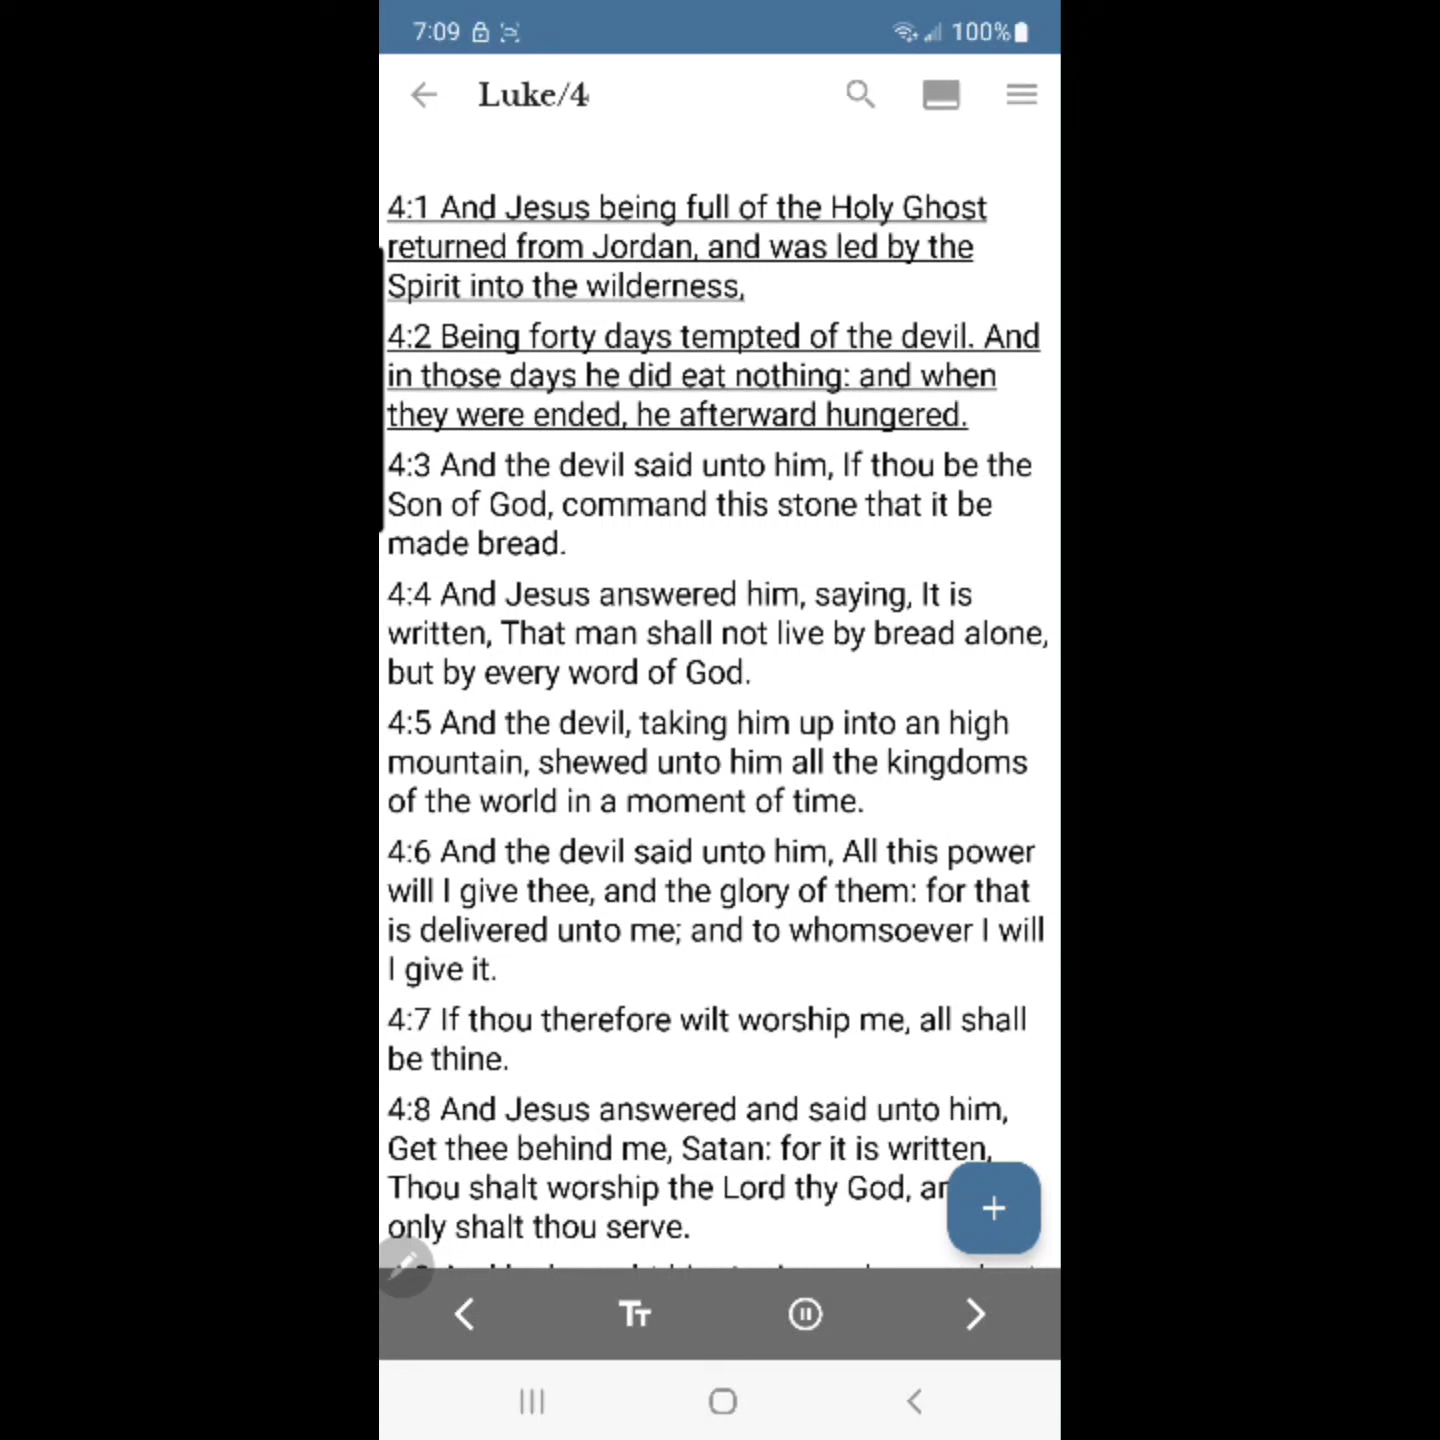 7:09 100%
Luke/4
4:1 And Jesus being full of the Holy Ghost
returned from Jordan, and was led by the
Spirit into the wilderness,
4:2 Being forty days tempted of the devil. And
in those days he did eat nothing: and when
they were ended, he afterward hungered.
4:3 And the devil said unto him, If thou be the
Son of God, command this stone that it be
made bread.
4:4 And Jesus answered him, saying, It is
written, That man shall not live by bread alone,
but by every word of God.
4:5 And the devil, taking him up into an high
mountain, shewed unto him all the kingdoms
of the world in a moment of time.
4:6 And the devil said unto him, All this power
will I give thee, and the glory of them: for that
is delivered unto me; and to whomsoever I will
I give it.
4:7 If thou therefore wilt worship me, all shall
be thine.
4:8 And Jesus answered and said unto him,
Get thee behind me, Satan: for it is written,
Thou shalt worship the Lord thy God,
only shalt thou serve.
TT